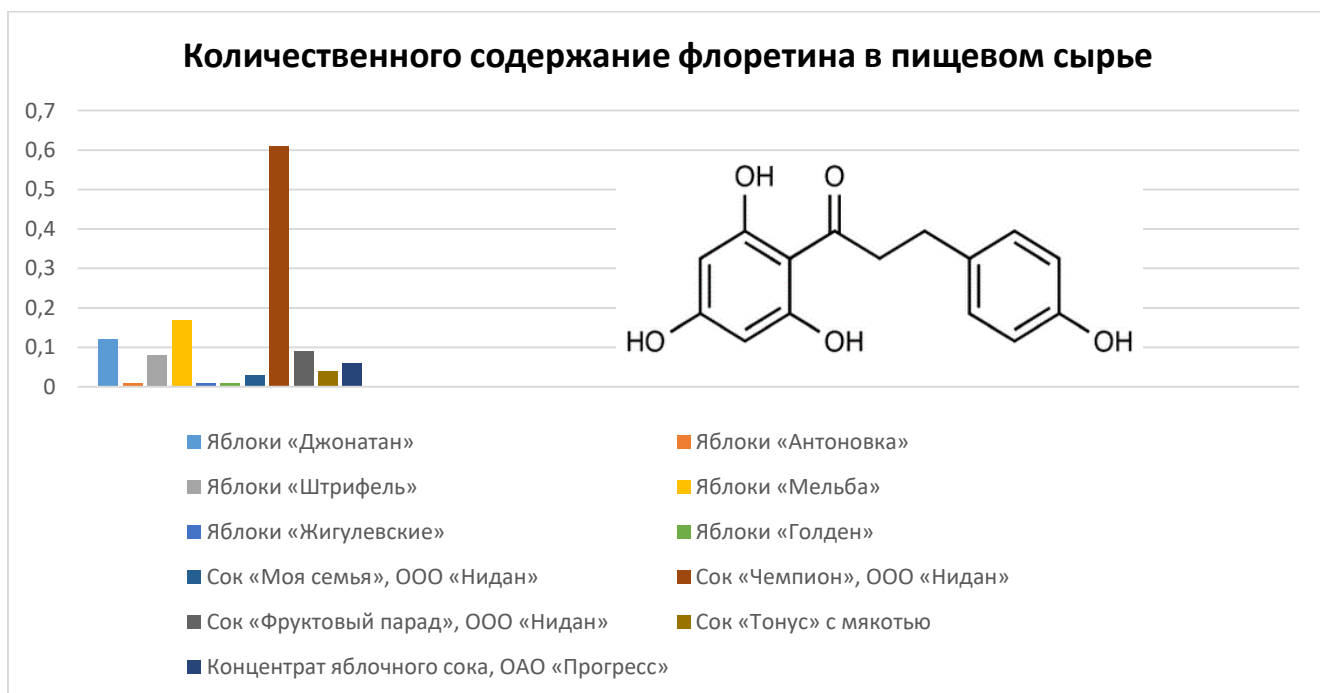 Количественного содержание флоретина в пищевом сырье
0,7
0,6
0,5
0,4
0,3
0,2
0,1
0
OH
O
HO
OH
OH
Яблоки «Джонатан»
Яблоки «Антоновка»
Яблоки «Штрифель»
Яблоки «Мельба»
Яблоки «Жигулевские»
Яблоки «Голден»
Сок «Моя семья», ООО «Нидан»
Сок «Чемпион», ООО «Нидан»
Сок «Фруктовый парад», ООО «Нидан»
Сок «Тонус» с мякотью
Концентрат яблочного сока, ОАО «Прогресс»